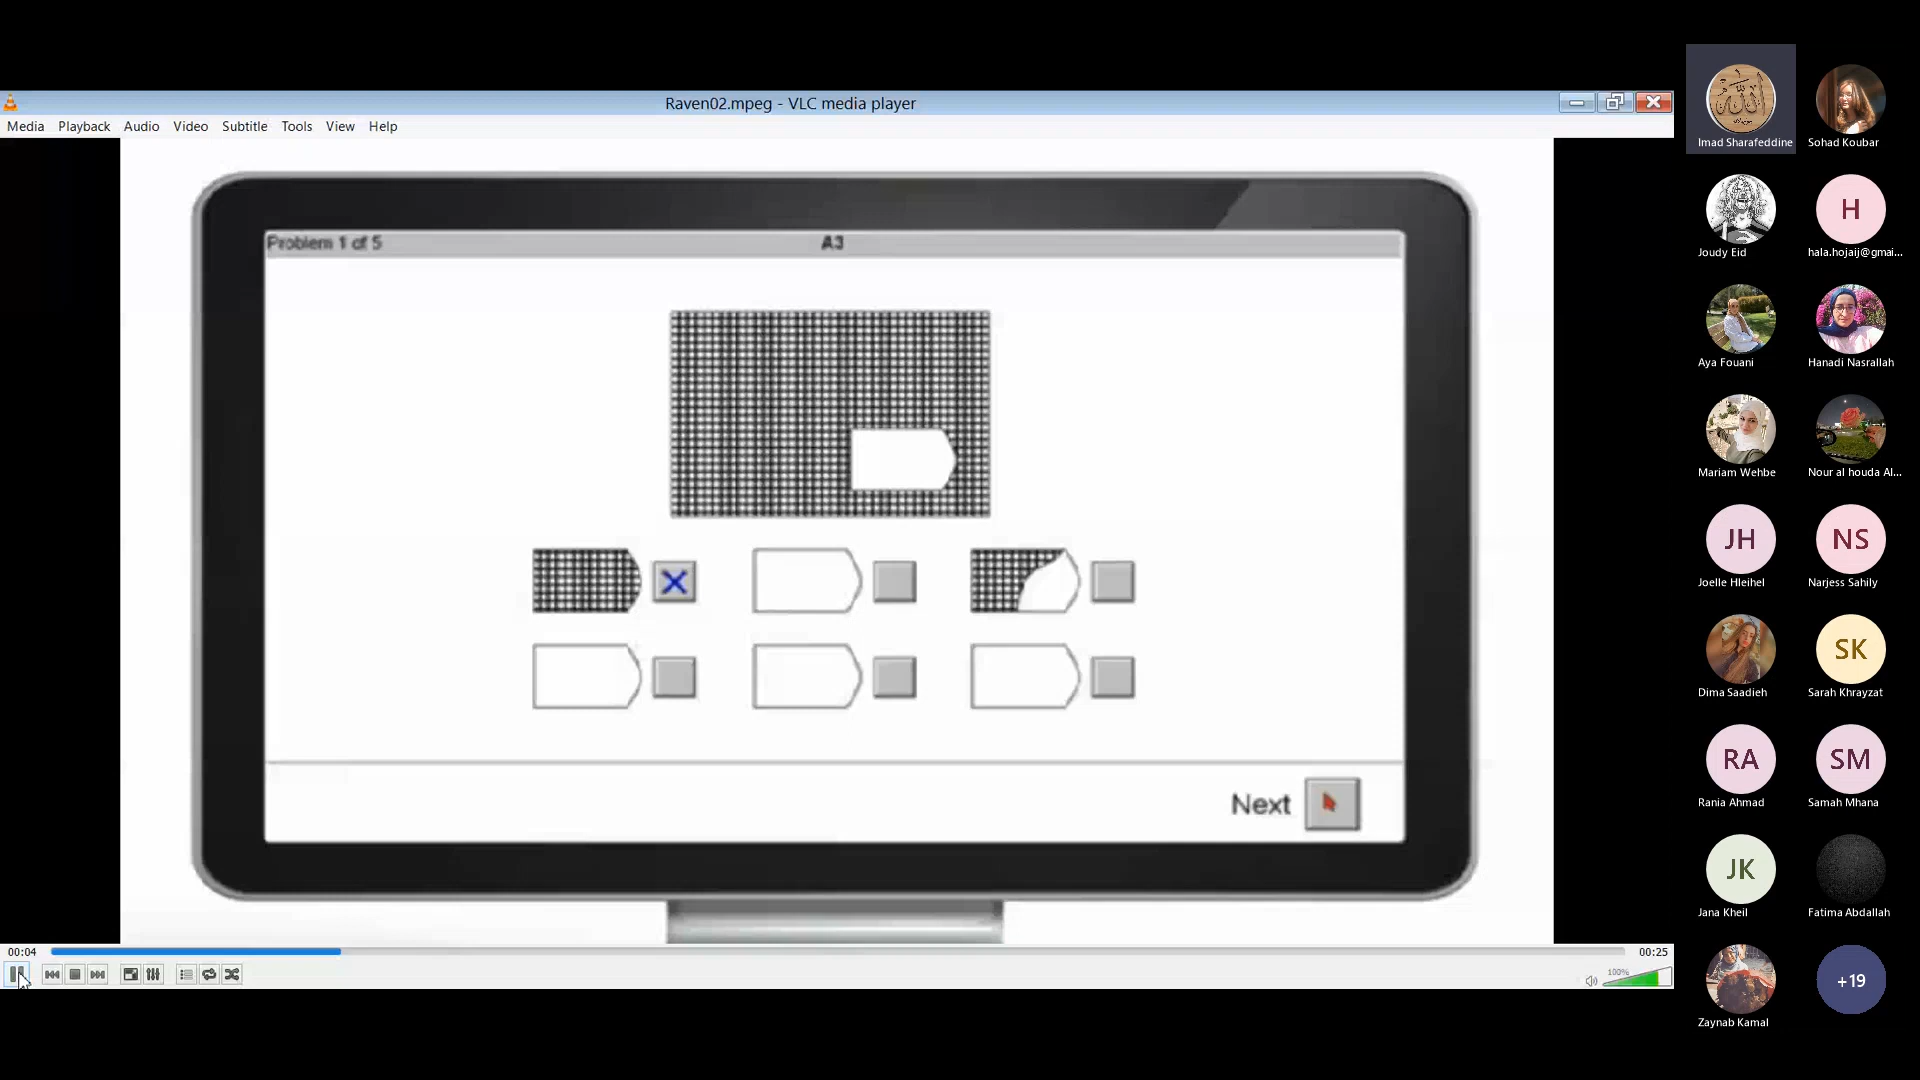 Raven02.mpeg - VLC media player
Media Playback Audio Video Subtitle Tools View Help
Problem 1 of 5
A3
Next
00:04
00:25
100%
Imad Sharafeddine
Sohad Koubar
Joudy Eid
H
hala.hojaij@gmai...
Aya Fouani
Hanadi Nasrallah
Mariam Wehbe
Nour al houda Al...
JH
Joelle Hleihel
NS
Narjess Sahily
Dima Saadieh
SK
Sarah Khrayzat
RA
Rania Ahmad
SM
Samah Mhana
JK
Jana Kheil
Fatima Abdallah
Zaynab Kamal
+19